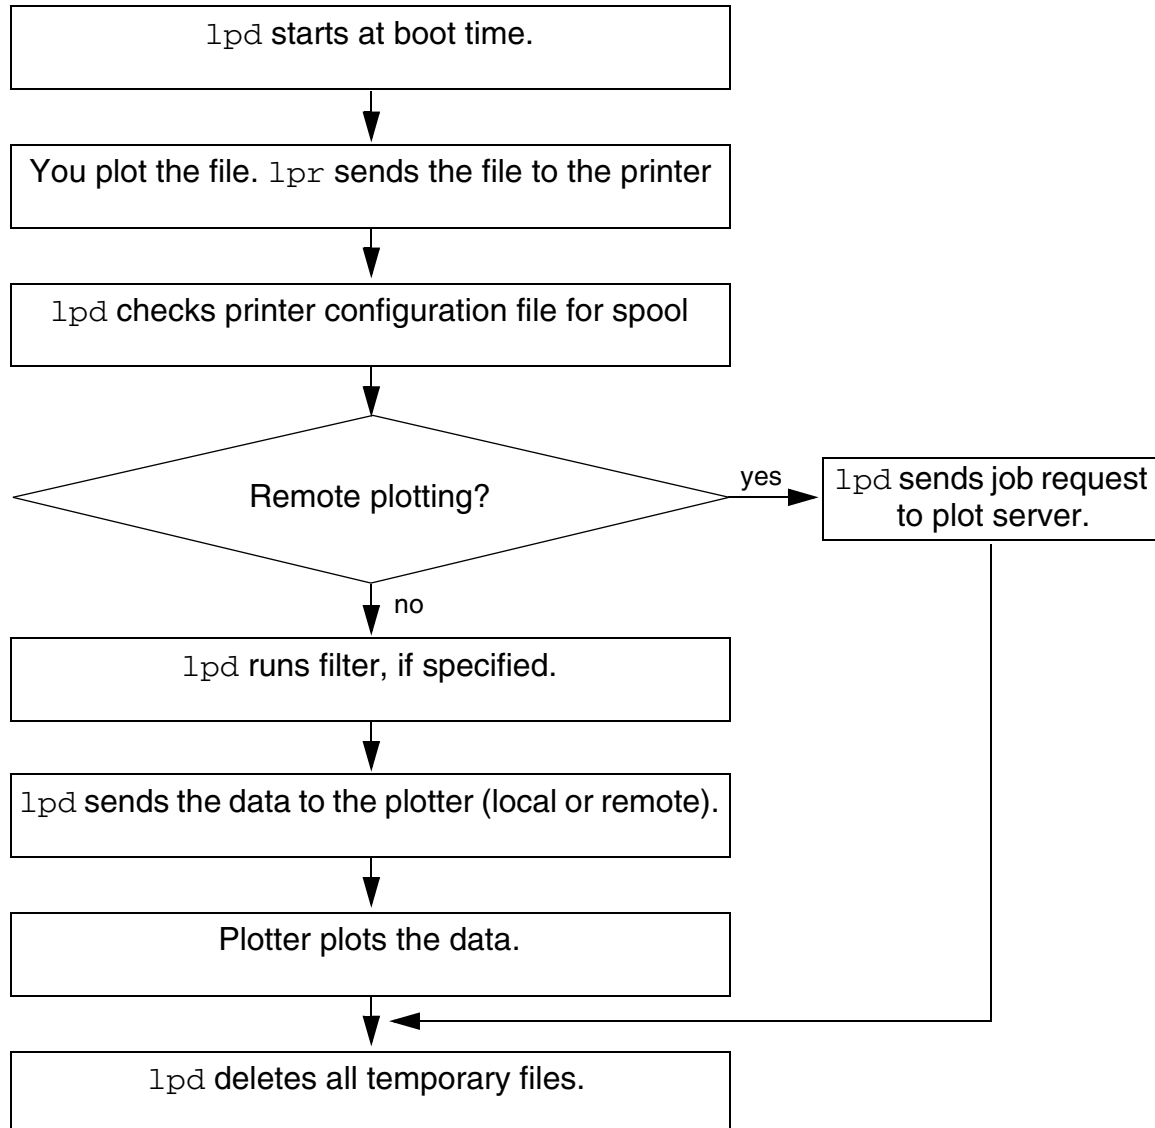 lpd starts at boot time.
You plot the file. lpr sends the file to the printer
lpd checks printer configuration file for spool
Remote plotting?
yes
lpd sends job request
to plot server.
no
lpd runs filter, if specified.
lpd sends the data to the plotter (local or remote).
Plotter plots the data.
lpd deletes all temporary files.